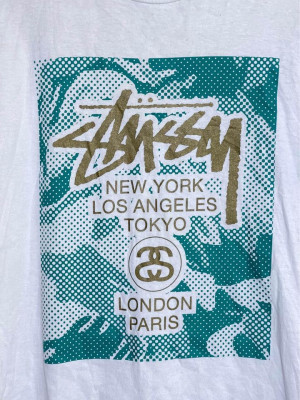 STÜSSY
NEW YORK
LOS ANGELES
TOKYO
LONDON
PARIS